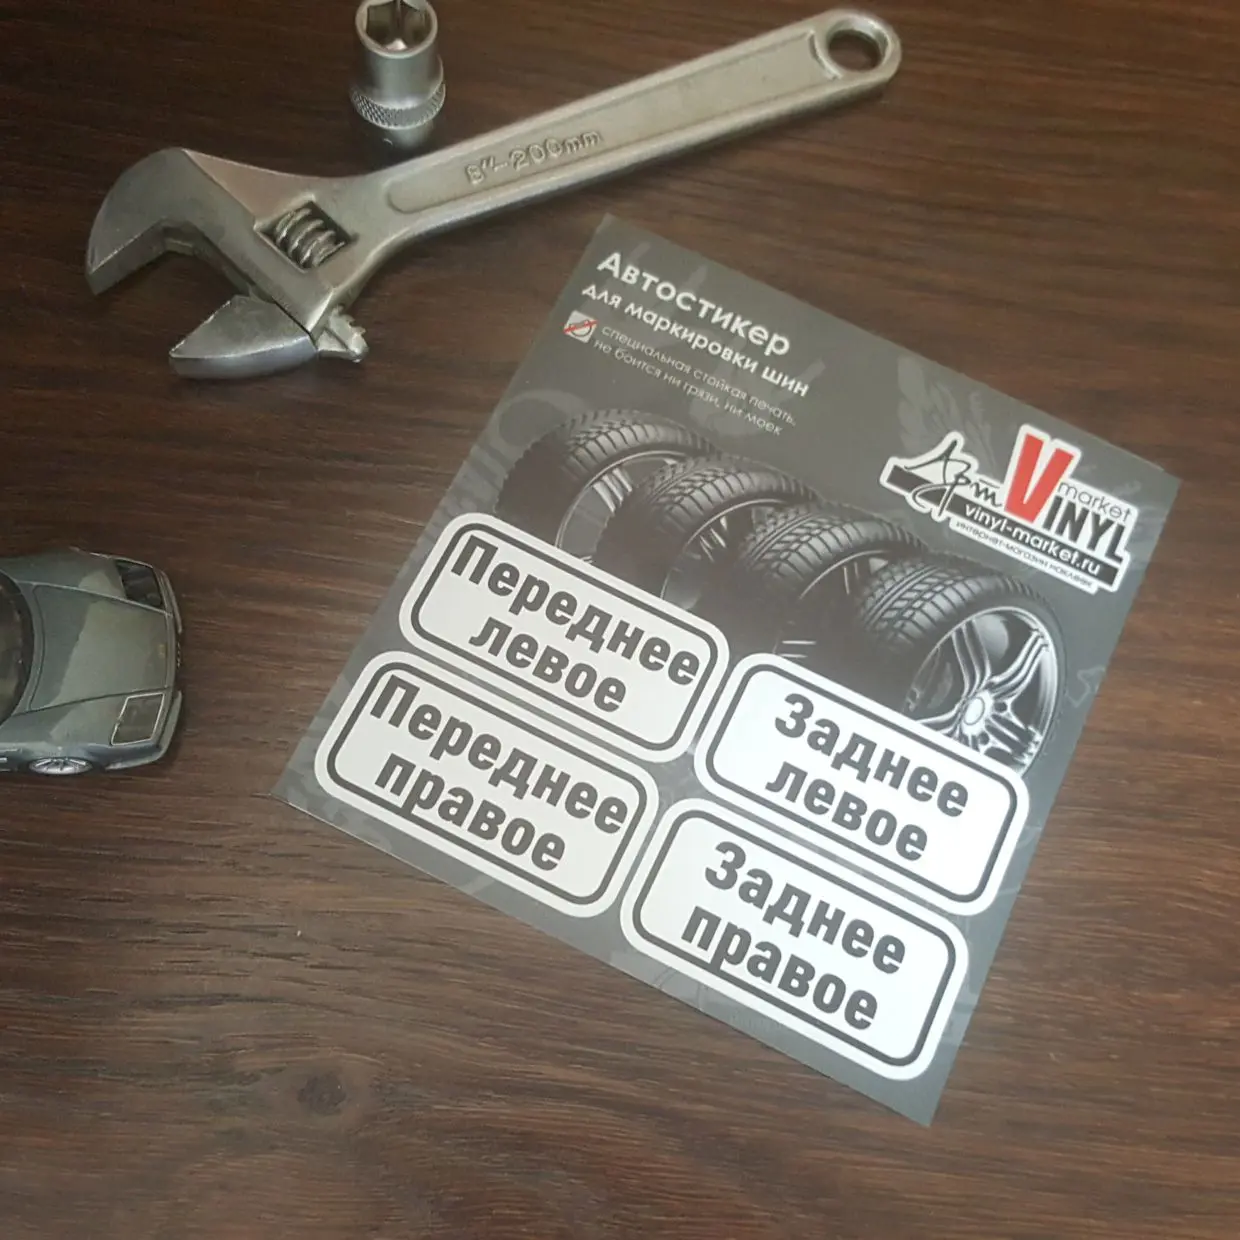 8"-200mm
Автостикер
для маркировки шин
специальная стойкая печать,
не боится ни грязи, ни моек
Арт VINYL market
vinyl-market.ru
интернет-магазин наклеек
Переднее
левое
Заднее
левое
Переднее
правое
Заднее
правое